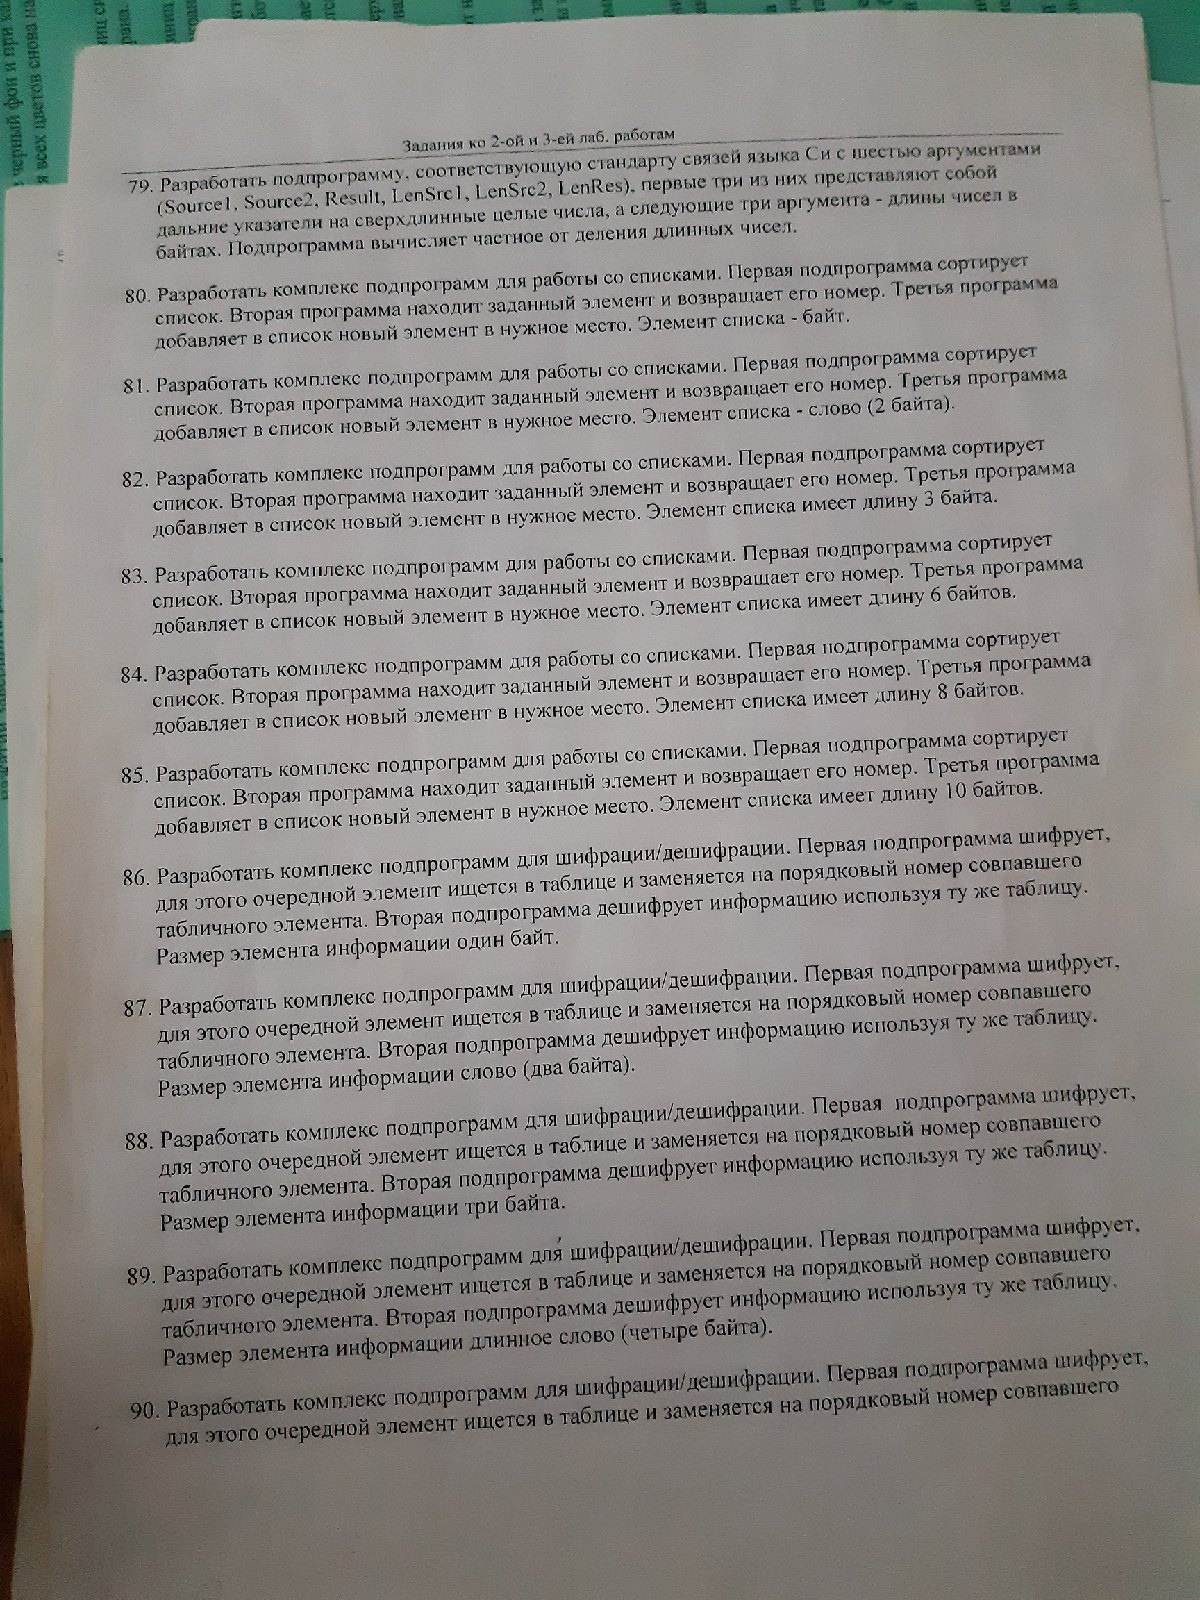 Задания ко 2-ой и 3-ей лаб. работам
79. Разработать подпрограмму, соответствующую стандарту связей языка Си с шестью аргументами
(Source1, Source2, Result, LenSrc1, LenSrc2, LenRes), первые три из них представляют собой
дальние указатели на сверхдлинные целые числа, а следующие три аргумента - длины чисел в
байтах. Подпрограмма вычисляет частное от деления длинных чисел.
80. Разработать комплекс подпрограмм для работы со списками. Первая подпрограмма сортирует
список. Вторая программа находит заданный элемент и возвращает его номер. Третья программа
добавляет в список новый элемент в нужное место. Элемент списка - байт.
81. Разработать комплекс подпрограмм для работы со списками. Первая подпрограмма сортирует
список. Вторая программа находит заданный элемент и возвращает его номер. Третья программа
добавляет в список новый элемент в нужное место. Элемент списка - слово (2 байта).
82. Разработать комплекс подпрограмм для работы со списками. Первая подпрограмма сортирует
список. Вторая программа находит заданный элемент и возвращает его номер. Третья программа
добавляет в список новый элемент в нужное место. Элемент списка имеет длину 3 байта.
83. Разработать комплекс подпрограмм для работы со списками. Первая подпрограмма сортирует
список. Вторая программа находит заданный элемент и возвращает его номер. Третья программа
добавляет в список новый элемент в нужное место. Элемент списка имеет длину 6 байтов.
84. Разработать комплекс подпрограмм для работы со списками. Первая подпрограмма сортирует
список. Вторая программа находит заданный элемент и возвращает его номер. Третья программа
добавляет в список новый элемент в нужное место. Элемент списка имеет длину 8 байтов.
85. Разработать комплекс подпрограмм для работы со списками. Первая подпрограмма сортирует
список. Вторая программа находит заданный элемент и возвращает его номер. Третья программа
добавляет в список новый элемент в нужное место. Элемент списка имеет длину 10 байтов.
86. Разработать комплекс подпрограмм для шифрации/дешифрации. Первая подпрограмма шифрует,
для этого очередной элемент ищется в таблице и заменяется на порядковый номер совпавшего
табличного элемента. Вторая подпрограмма дешифрует информацию используя ту же таблицу.
Размер элемента информации один байт.
87. Разработать комплекс подпрограмм для шифрации/дешифрации. Первая подпрограмма шифрует,
для этого очередной элемент ищется в таблице и заменяется на порядковый номер совпавшего
табличного элемента. Вторая подпрограмма дешифрует информацию используя ту же таблицу.
Размер элемента информации слово (два байта).
88. Разработать комплекс подпрограмм для шифрации/дешифрации. Первая подпрограмма шифрует,
для этого очередной элемент ищется в таблице и заменяется на порядковый номер совпавшего
табличного элемента. Вторая подпрограмма дешифрует информацию используя ту же таблицу.
Размер элемента информации три байта.
89. Разработать комплекс подпрограмм для шифрации/дешифрации. Первая подпрограмма шифрует,
для этого очередной элемент ищется в таблице и заменяется на порядковый номер совпавшего
табличного элемента. Вторая подпрограмма дешифрует информацию используя ту же таблицу.
Размер элемента информации длинное слово (четыре байта).
90. Разработать комплекс подпрограмм для шифрации/дешифрации. Первая подпрограмма шифрует,
для этого очередной элемент ищется в таблице и заменяется на порядковый номер совпавшего